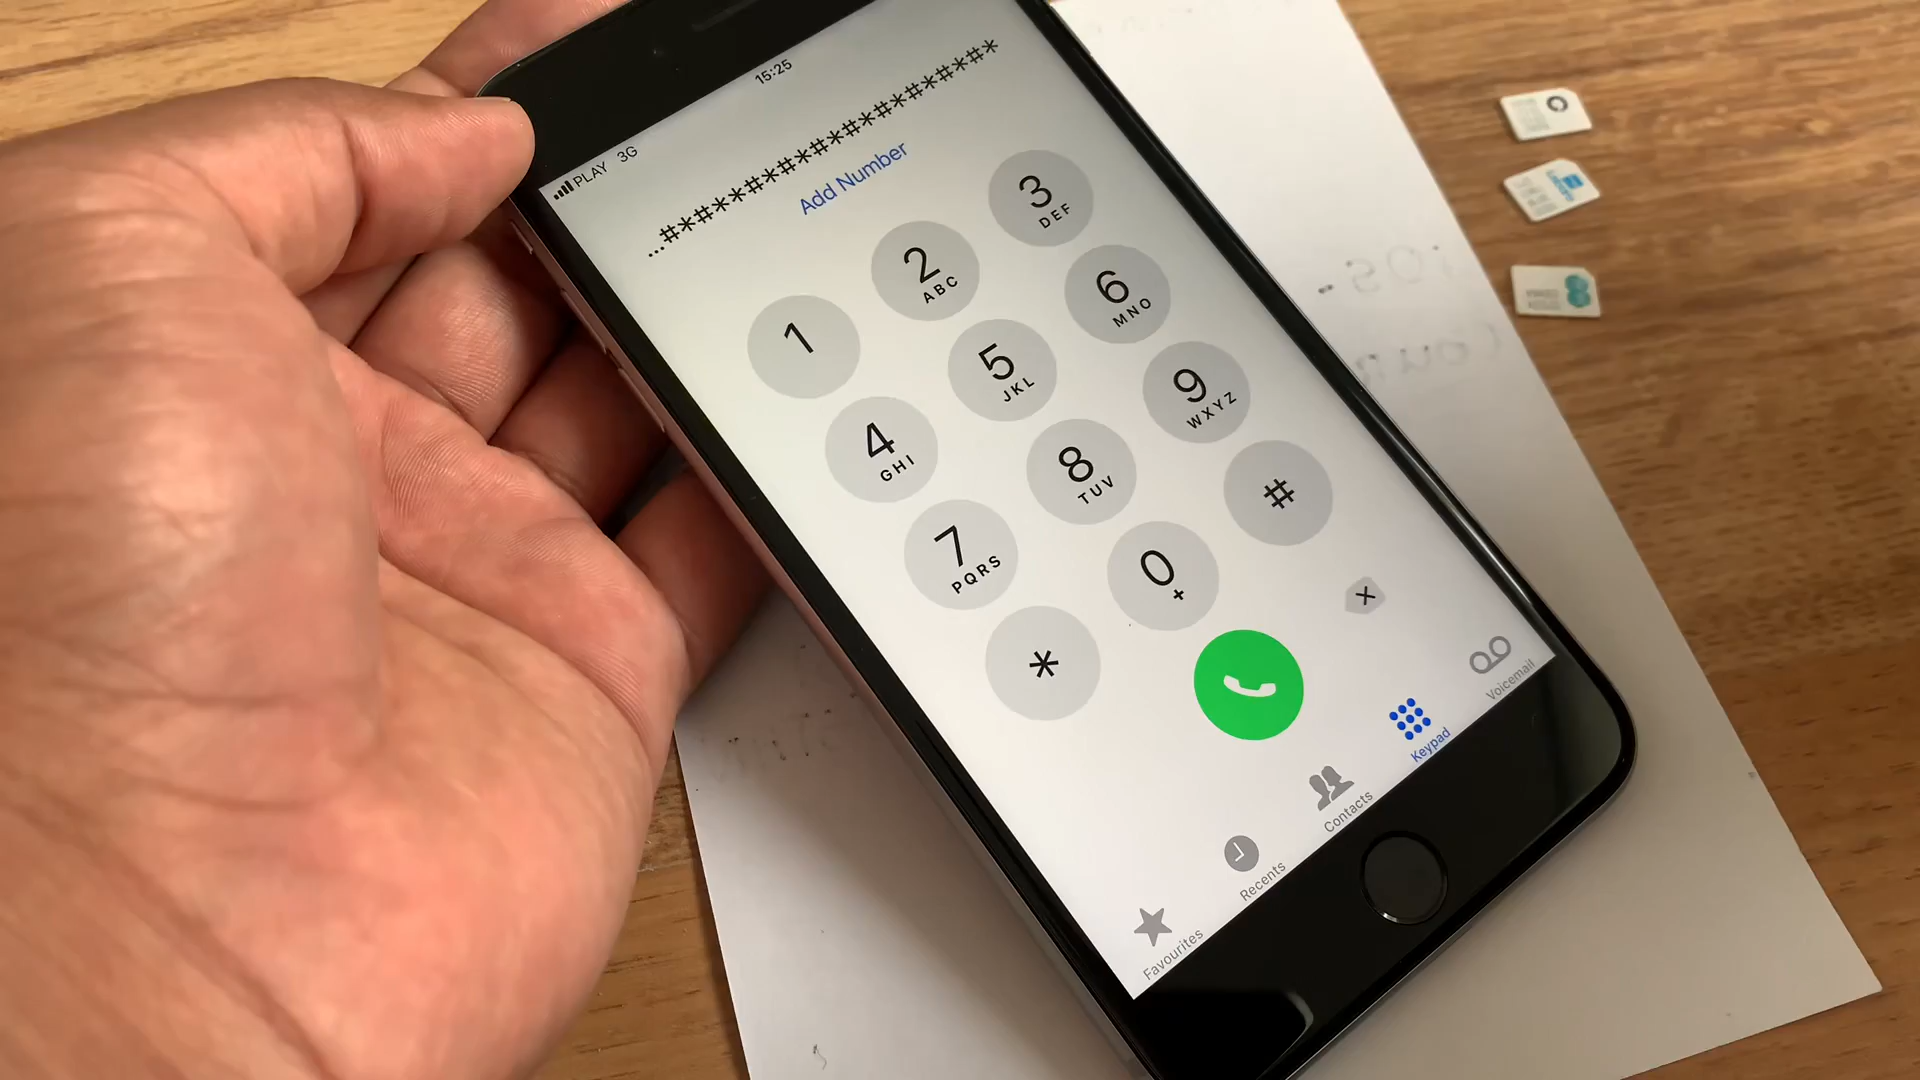 PLAY 3G 15:25
...#*#**#*#*#*#*#*#*#*#*
Add Number
1
2 ABC
3 DEF
4 GHI
5 JKL
6 MNO
7 PQRS
8 TUV
9 WXYZ
*
0 +
#
Favourites
Recents
Contacts
Keypad
Voicemail